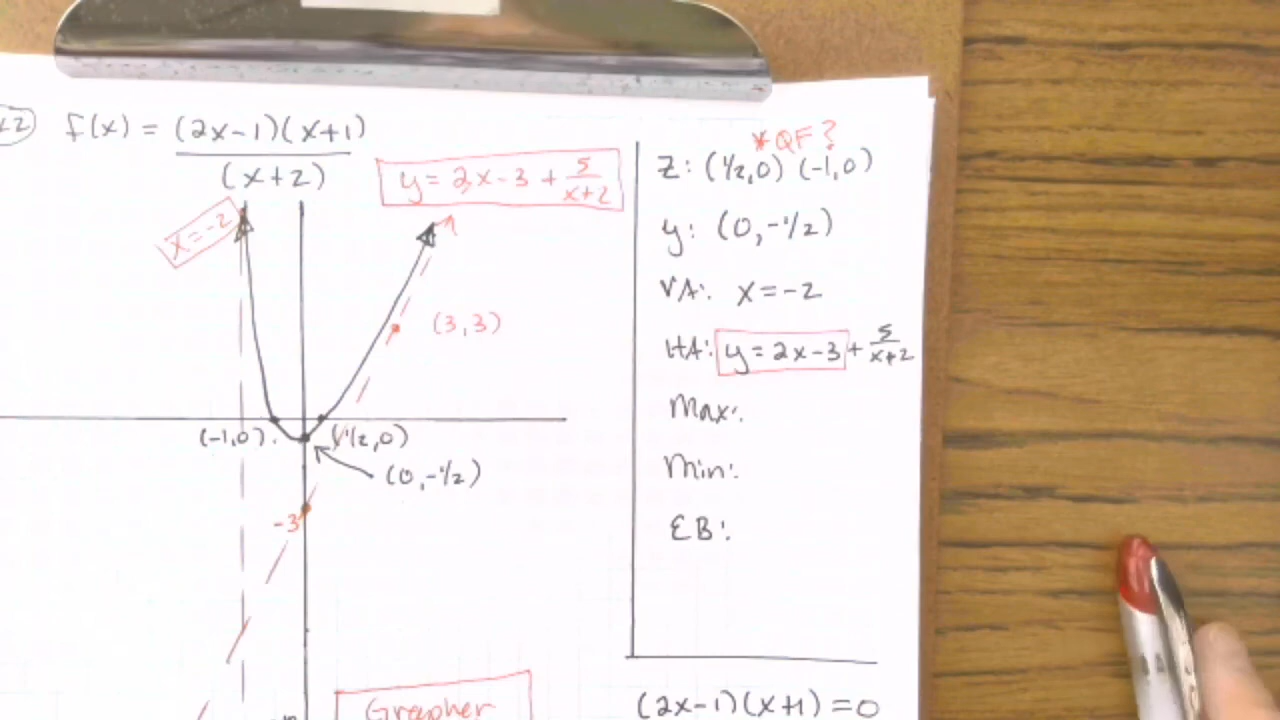 f(x) = (2x-1)(x+1)
(x+2)
y = 2x-3 + 5/(x+2)
x=-2
(3,3)
(-1,0)
(1/2,0)
(0,-1/2)
-3
Grapher
*QF?
Z: (1/2,0) (-1,0)
y: (0,-1/2)
VA: x=-2
HA: y=2x-3 + 5/(x+2)
Max:
Min:
EB:
(2x-1)(x+1)=0